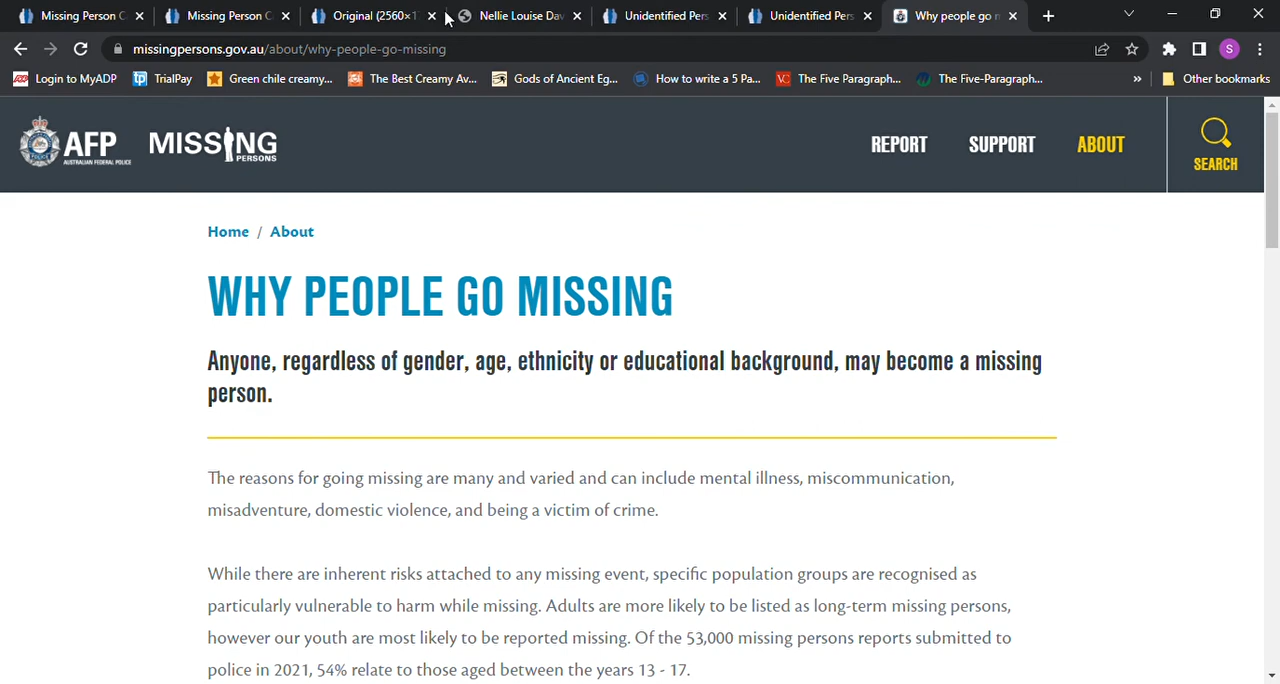 Missing Person C
Missing Person C
Original (2560×1
Nellie Louise Dav
Unidentified Pers
Unidentified Pers
Why people go m
missingpersons.gov.au/about/why-people-go-missing
S
Login to MyADP
tp TrialPay
Green chile creamy...
The Best Creamy Av...
Gods of Ancient Eg...
How to write a 5 Pa...
VC The Five Paragraph...
The Five-Paragraph...
»
Other bookmarks
AFP
AUSTRALIAN FEDERAL POLICE
MISSING
PERSONS
REPORT
SUPPORT
ABOUT
SEARCH
Home / About
WHY PEOPLE GO MISSING
Anyone, regardless of gender, age, ethnicity or educational background, may become a missing
person.
The reasons for going missing are many and varied and can include mental illness, miscommunication,
misadventure, domestic violence, and being a victim of crime.
While there are inherent risks attached to any missing event, specific population groups are recognised as
particularly vulnerable to harm while missing. Adults are more likely to be listed as long-term missing persons,
however our youth are most likely to be reported missing. Of the 53,000 missing persons reports submitted to
police in 2021, 54% relate to those aged between the years 13 - 17.